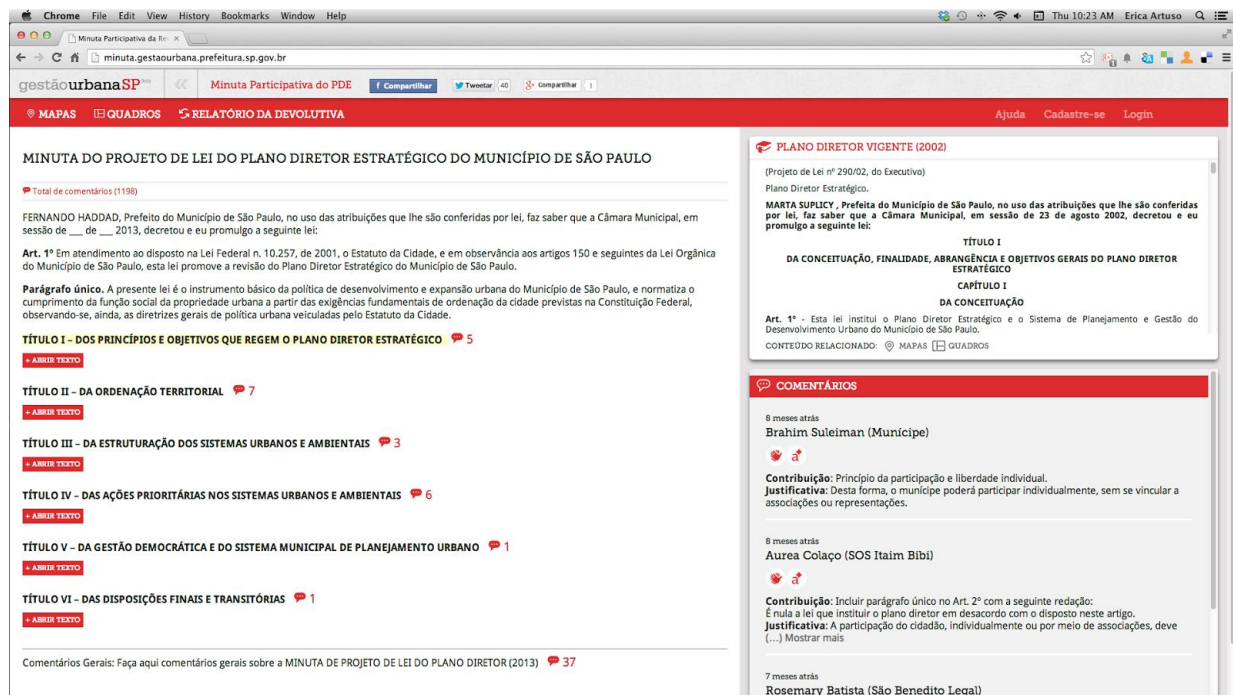 Chrome File Edit View History Bookmarks Window Help
Thu 10:23 AM Erica Artuso
Minuta Participativa da Re
minuta.gestaourbana.prefeitura.sp.gov.br
gestãourbanaSP
Minuta Participativa do PDE
f Compartilhar
Tweetar 40
Compartilhar 1
MAPAS QUADROS RELATÓRIO DA DEVOLUTIVA
Ajuda Cadastre-se Login
MINUTA DO PROJETO DE LEI DO PLANO DIRETOR ESTRATÉGICO DO MUNICÍPIO DE SÃO PAULO
Total de comentários (1198)
FERNANDO HADDAD, Prefeito do Município de São Paulo, no uso das atribuições que lhe são conferidas por lei, faz saber que a Câmara Municipal, em
sessão de ___ de ___ 2013, decretou e eu promulgo a seguinte lei:
Art. 1º Em atendimento ao disposto na Lei Federal n. 10.257, de 2001, o Estatuto da Cidade, e em observância aos artigos 150 e seguintes da Lei Orgânica
do Município de São Paulo, esta lei promove a revisão do Plano Diretor Estratégico do Município de São Paulo.
Parágrafo único. A presente lei é o instrumento básico da política de desenvolvimento e expansão urbana do Município de São Paulo, e normatiza o
cumprimento da função social da propriedade urbana a partir das exigências fundamentais de ordenação da cidade previstas na Constituição Federal,
observando-se, ainda, as diretrizes gerais de política urbana veiculadas pelo Estatuto da Cidade.
TÍTULO I – DOS PRINCÍPIOS E OBJETIVOS QUE REGEM O PLANO DIRETOR ESTRATÉGICO 5
+ ABRIR TEXTO
TÍTULO II – DA ORDENAÇÃO TERRITORIAL 7
+ ABRIR TEXTO
TÍTULO III – DA ESTRUTURAÇÃO DOS SISTEMAS URBANOS E AMBIENTAIS 3
+ ABRIR TEXTO
TÍTULO IV – DAS AÇÕES PRIORITÁRIAS NOS SISTEMAS URBANOS E AMBIENTAIS 6
+ ABRIR TEXTO
TÍTULO V – DA GESTÃO DEMOCRÁTICA E DO SISTEMA MUNICIPAL DE PLANEJAMENTO URBANO 1
+ ABRIR TEXTO
TÍTULO VI – DAS DISPOSIÇÕES FINAIS E TRANSITÓRIAS 1
+ ABRIR TEXTO
Comentários Gerais: Faça aqui comentários gerais sobre a MINUTA DE PROJETO DE LEI DO PLANO DIRETOR (2013) 37
PLANO DIRETOR VIGENTE (2002)
(Projeto de Lei nº 290/02, do Executivo)
Plano Diretor Estratégico.
MARTA SUPLICY , Prefeita do Município de São Paulo, no uso das atribuições que lhe são conferidas
por lei, faz saber que a Câmara Municipal, em sessão de 23 de agosto 2002, decretou e eu
promulgo a seguinte lei:
TÍTULO I
DA CONCEITUAÇÃO, FINALIDADE, ABRANGÊNCIA E OBJETIVOS GERAIS DO PLANO DIRETOR
ESTRATÉGICO
CAPÍTULO I
DA CONCEITUAÇÃO
Art. 1º - Esta lei institui o Plano Diretor Estratégico e o Sistema de Planejamento e Gestão do
Desenvolvimento Urbano do Município de São Paulo.
CONTEÚDO RELACIONADO: MAPAS QUADROS
COMENTÁRIOS
8 meses atrás
Brahim Suleiman (Munícipe)
Contribuição: Princípio da participação e liberdade individual.
Justificativa: Desta forma, o munícipe poderá participar individualmente, sem se vincular a
associações ou representações.
8 meses atrás
Aurea Colaço (SOS Itaim Bibi)
Contribuição: Incluir parágrafo único no Art. 2º com a seguinte redação:
É nula a lei que instituir o plano diretor em desacordo com o disposto neste artigo.
Justificativa: A participação do cidadão, individualmente ou por meio de associações, deve
(...) Mostrar mais
7 meses atrás
Rosemary Batista (São Benedito Legal)